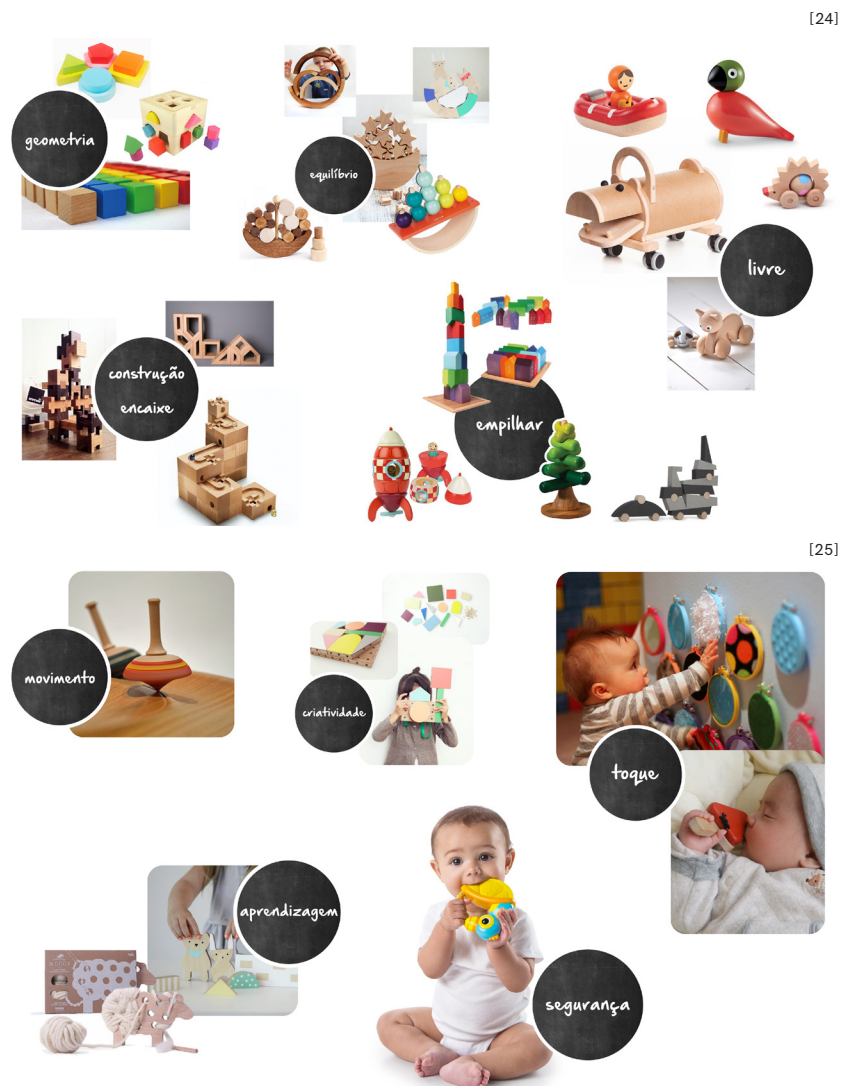 [24]
geometria
equilíbrio
livre
construção
encaixe
empilhar
[25]
movimento
criatividade
toque
aprendizagem
segurança